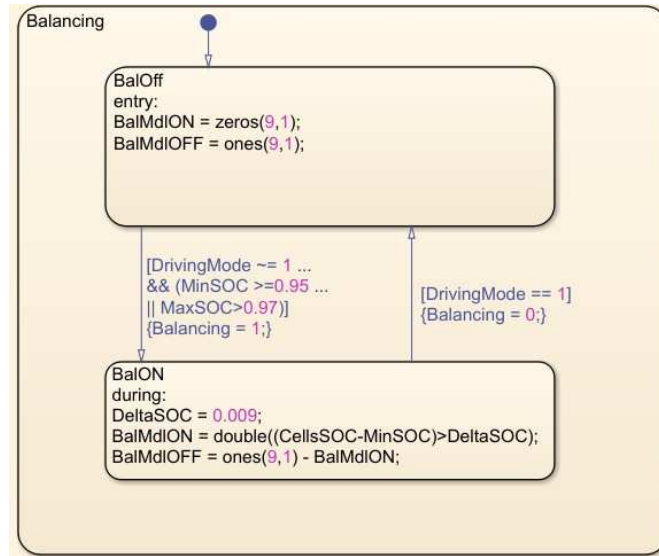 Balancing
BalOff
entry:
BalMdlON = zeros(9,1);
BalMdlOFF = ones(9,1);
[DrivingMode ~= 1 ...
&& (MinSOC >=0.95 ...
|| MaxSOC>0.97)]
{Balancing = 1;}
[DrivingMode == 1]
{Balancing = 0;}
BalON
during:
DeltaSOC = 0.009;
BalMdlON = double((CellsSOC-MinSOC)>DeltaSOC);
BalMdlOFF = ones(9,1) - BalMdlON;